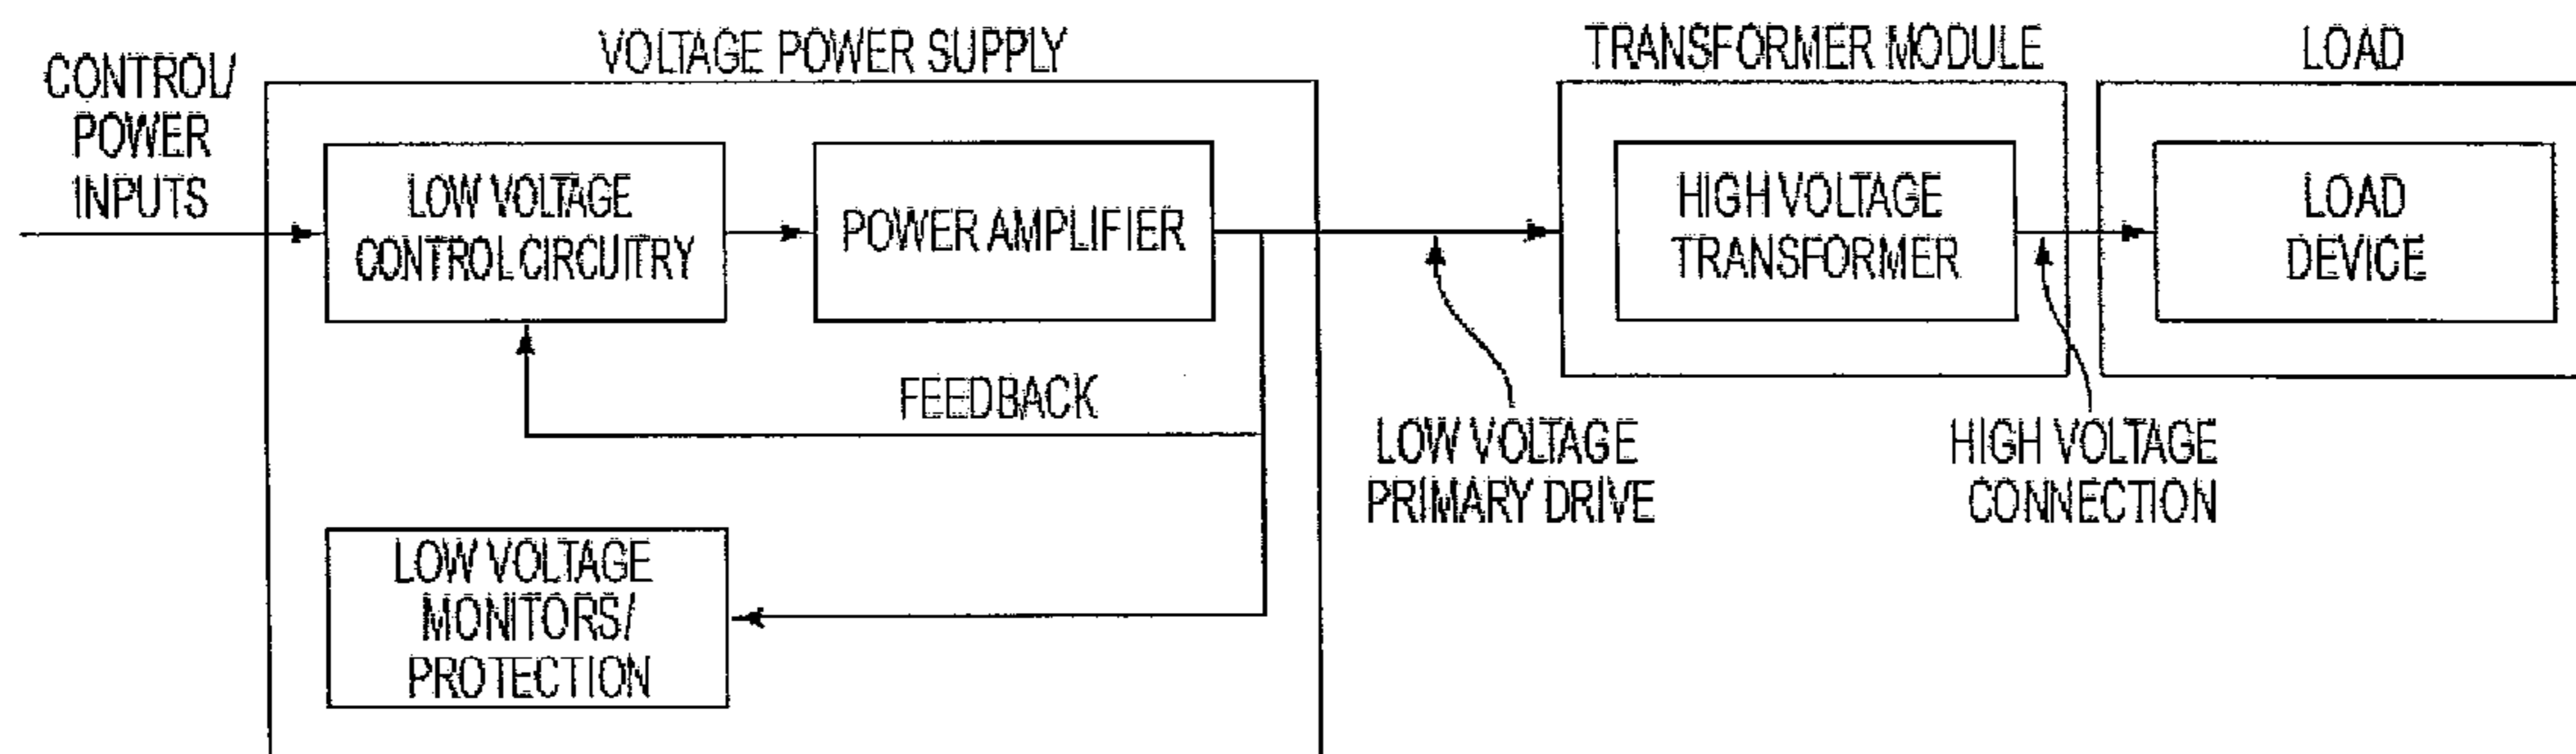 CONTROL/
POWER
INPUTS
VOLTAGE POWER SUPPLY
LOW VOLTAGE
CONTROL CIRCUITRY
POWER AMPLIFIER
FEEDBACK
LOW VOLTAGE
MONITORS/
PROTECTION
LOW VOLTAGE
PRIMARY DRIVE
TRANSFORMER MODULE
HIGH VOLTAGE
TRANSFORMER
HIGH VOLTAGE
CONNECTION
LOAD
LOAD
DEVICE